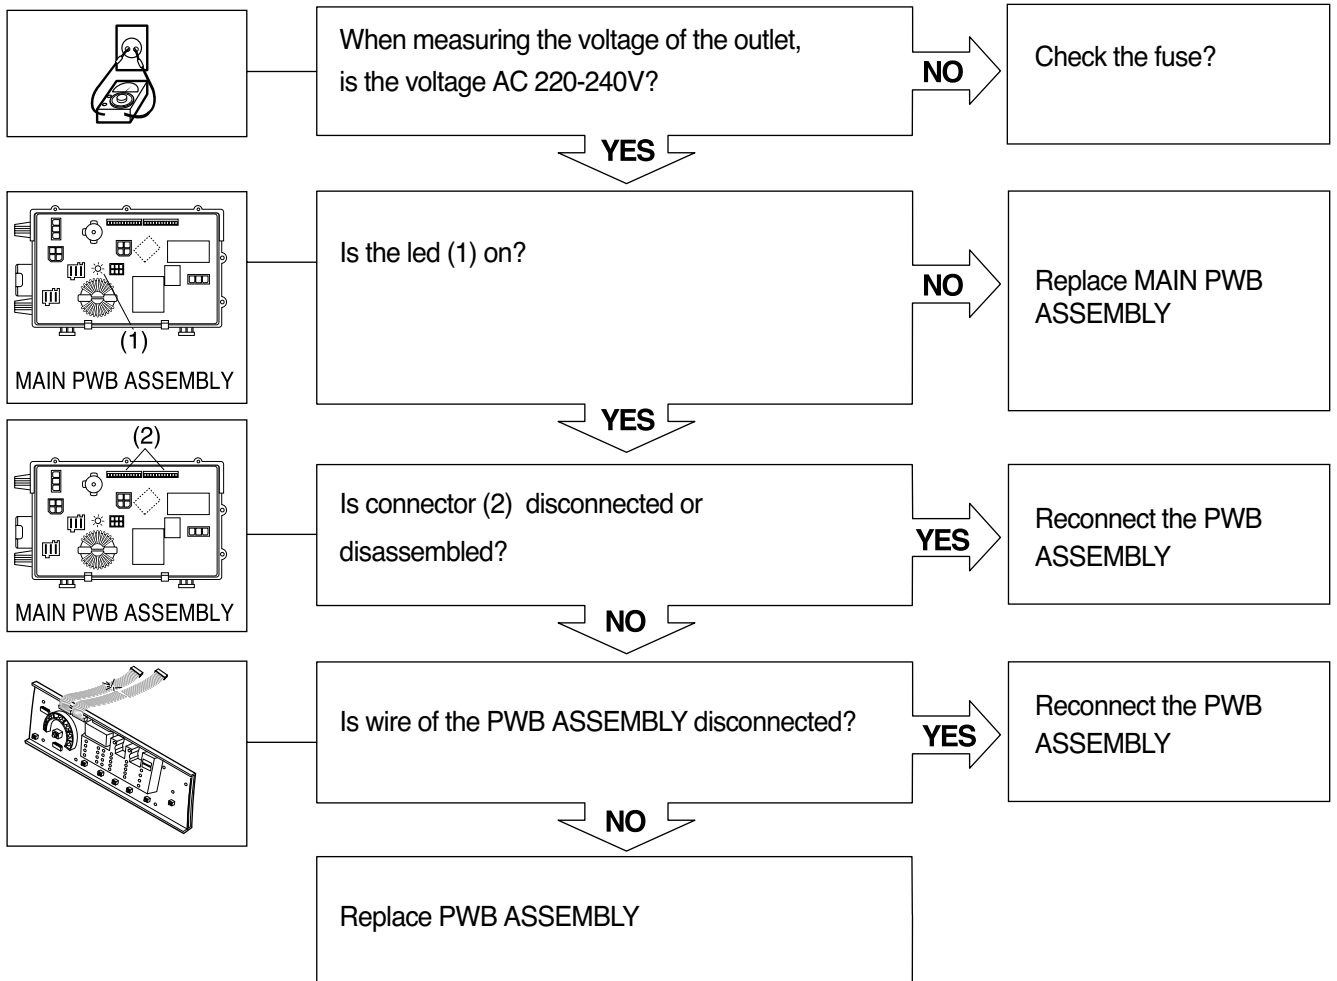 When measuring the voltage of the outlet,
is the voltage AC 220-240V?
NO
Check the fuse?
YES
(1)
MAIN PWB ASSEMBLY
Is the led (1) on?
NO
Replace MAIN PWB
ASSEMBLY
YES
(2)
MAIN PWB ASSEMBLY
Is connector (2) disconnected or
disassembled?
YES
Reconnect the PWB
ASSEMBLY
NO
Is wire of the PWB ASSEMBLY disconnected?
YES
Reconnect the PWB
ASSEMBLY
NO
Replace PWB ASSEMBLY